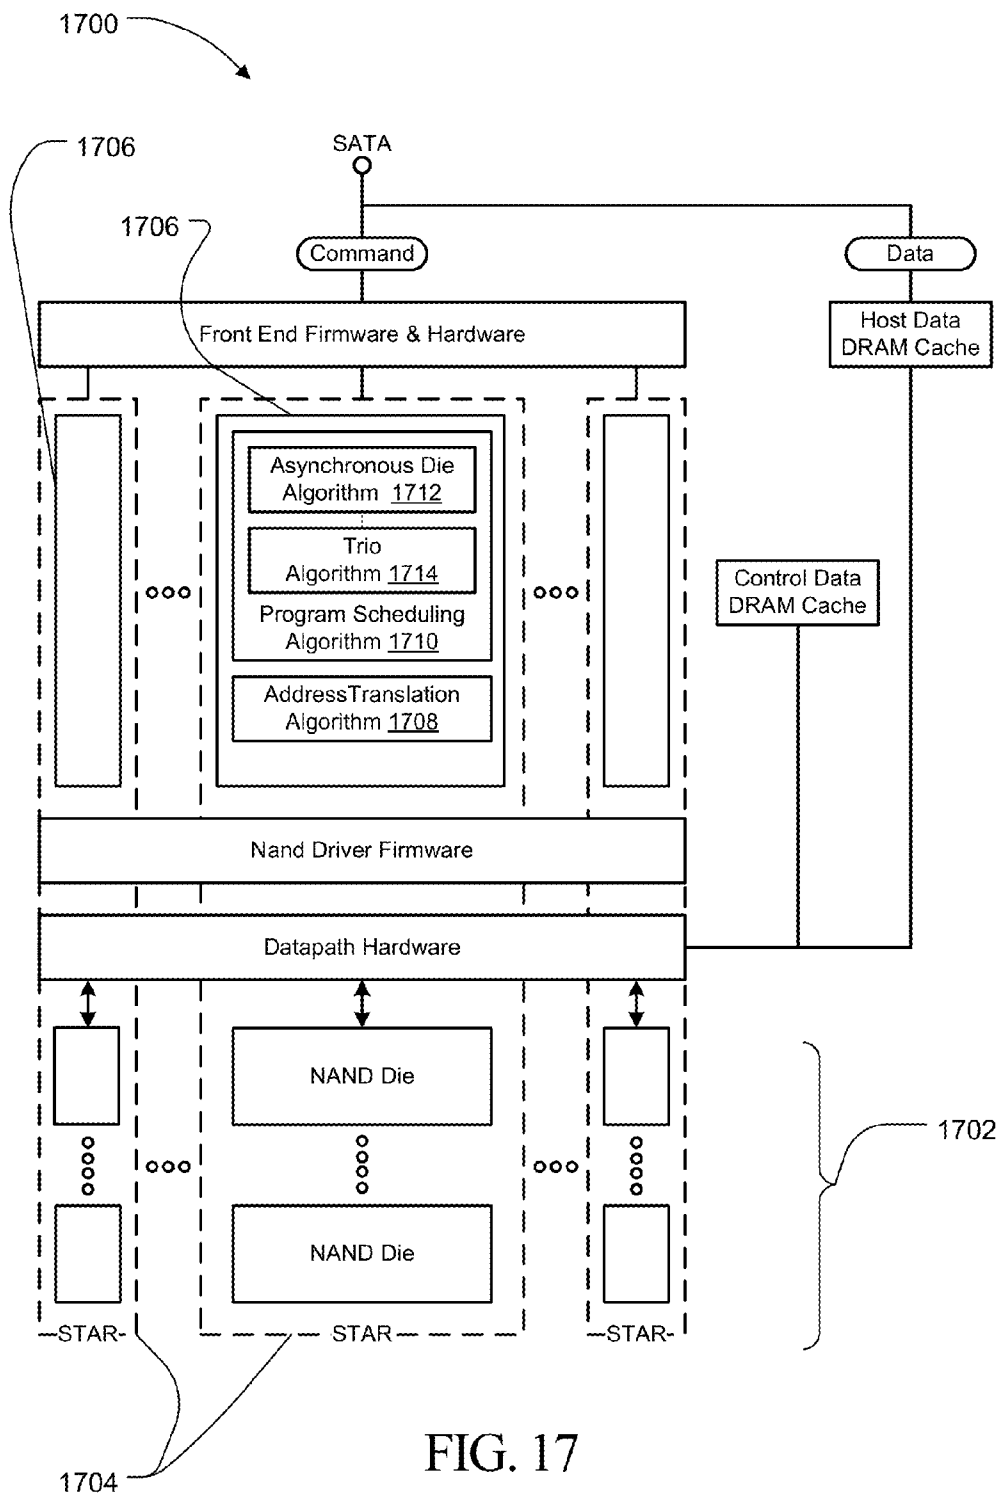 1700
1706
SATA
1706
Command
Data
Front End Firmware & Hardware
Host Data
DRAM Cache
Asynchronous Die
Algorithm 1712
Trio
Algorithm 1714
Program Scheduling
Algorithm 1710
AddressTranslation
Algorithm 1708
Control Data
DRAM Cache
Nand Driver Firmware
Datapath Hardware
NAND Die
1702
NAND Die
STAR
STAR
STAR
1704
FIG. 17